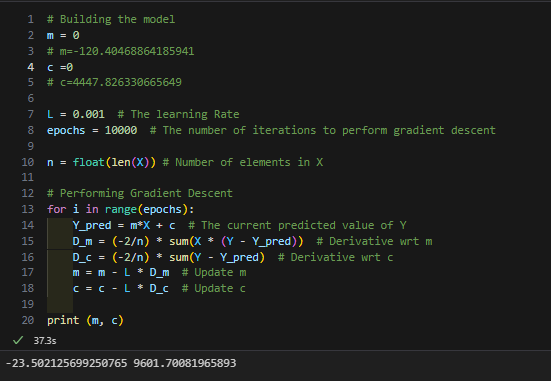 1 # Building the model
2 m = 0
3 # m=-120.40468864185941
4 c =0
5 # c=4447.826330665649
6
7 L = 0.001  # The learning Rate
8 epochs = 10000  # The number of iterations to perform gradient descent
9
10 n = float(len(X)) # Number of elements in X
11
12 # Performing Gradient Descent
13 for i in range(epochs):
14     Y_pred = m*X + c  # The current predicted value of Y
15     D_m = (-2/n) * sum(X * (Y - Y_pred))  # Derivative wrt m
16     D_c = (-2/n) * sum(Y - Y_pred)  # Derivative wrt c
17     m = m - L * D_m  # Update m
18     c = c - L * D_c  # Update c
19
20 print (m, c)
37.3s
-23.502125699250765 9601.70081965893